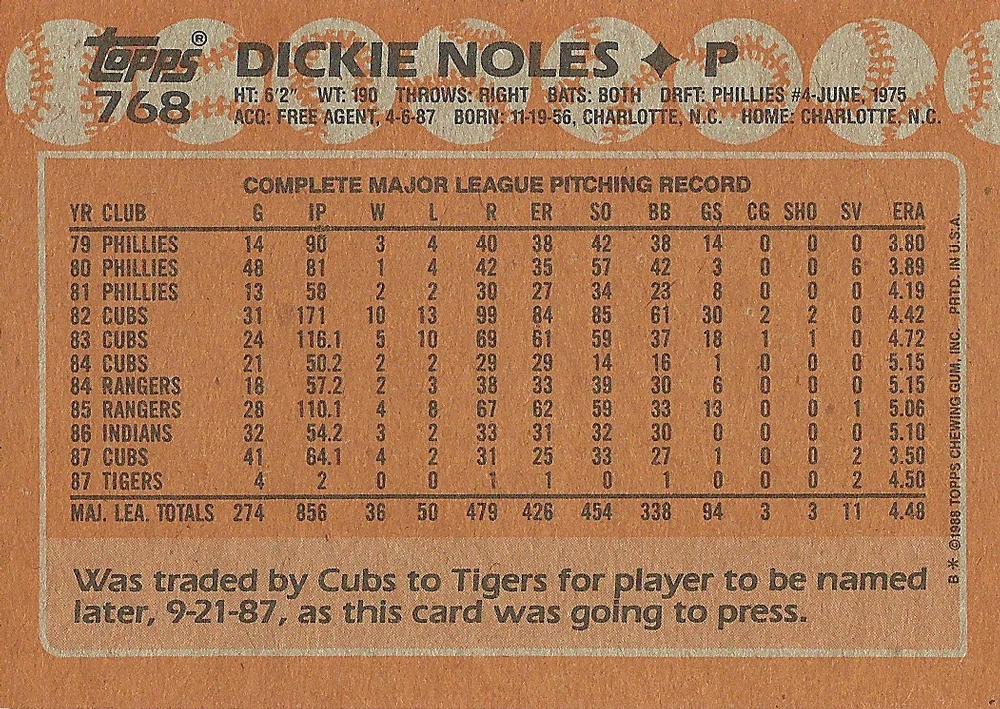 Topps® DICKIE NOLES ✦ P
768 HT: 6'2" WT: 190 THROWS: RIGHT BATS: BOTH DRFT: PHILLIES #4-JUNE, 1975
ACQ: FREE AGENT, 4-6-87 BORN: 11-19-56, CHARLOTTE, N.C. HOME: CHARLOTTE, N.C.
COMPLETE MAJOR LEAGUE PITCHING RECORD
YR CLUB G IP W L R ER SO BB GS CG SHO SV ERA
79 PHILLIES 14 90 3 4 40 38 42 38 14 0 0 0 3.80
80 PHILLIES 48 81 1 4 42 35 57 42 3 0 0 6 3.89
81 PHILLIES 13 58 2 2 30 27 34 23 8 0 0 0 4.19
82 CUBS 31 171 10 13 99 84 85 61 30 2 2 0 4.42
83 CUBS 24 116.1 5 10 69 61 59 37 18 1 1 0 4.72
84 CUBS 21 50.2 2 2 29 29 14 16 1 0 0 0 5.15
84 RANGERS 18 57.2 2 3 38 33 39 30 6 0 0 0 5.15
85 RANGERS 28 110.1 4 8 67 62 59 33 13 0 0 1 5.06
86 INDIANS 32 54.2 3 2 33 31 32 30 0 0 0 0 5.10
87 CUBS 41 64.1 4 2 31 25 33 27 1 0 0 2 3.50
87 TIGERS 4 2 0 0 1 1 0 1 0 0 0 2 4.50
MAJ. LEA. TOTALS 274 856 36 50 479 426 454 338 94 3 3 11 4.48
Was traded by Cubs to Tigers for player to be named
later, 9-21-87, as this card was going to press.
B * ©1988 TOPPS CHEWING GUM, INC. PRTD. IN U.S.A.